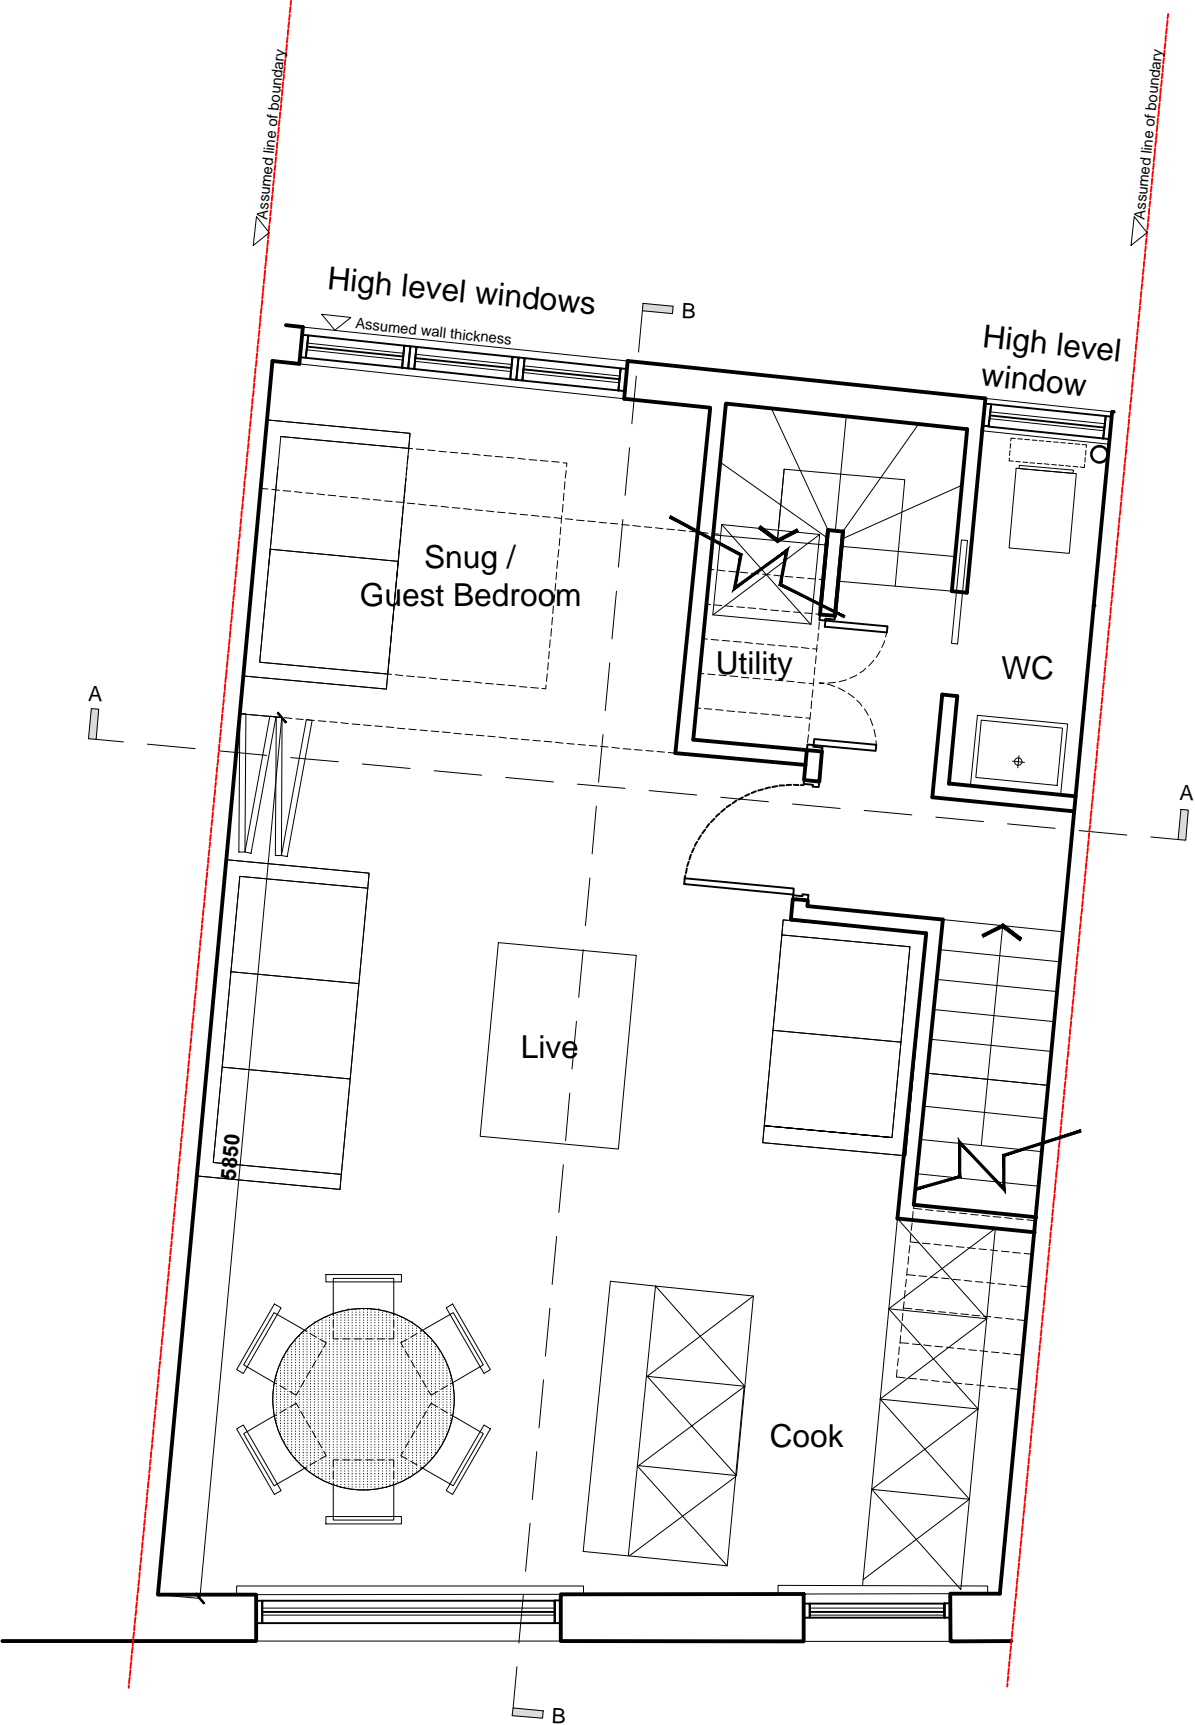 Assumed line of boundary
Assumed line of boundary
High level windows
Assumed wall thickness
B
High level
window
Snug /
Guest Bedroom
Utility
WC
A
A
Live
5850
Cook
B